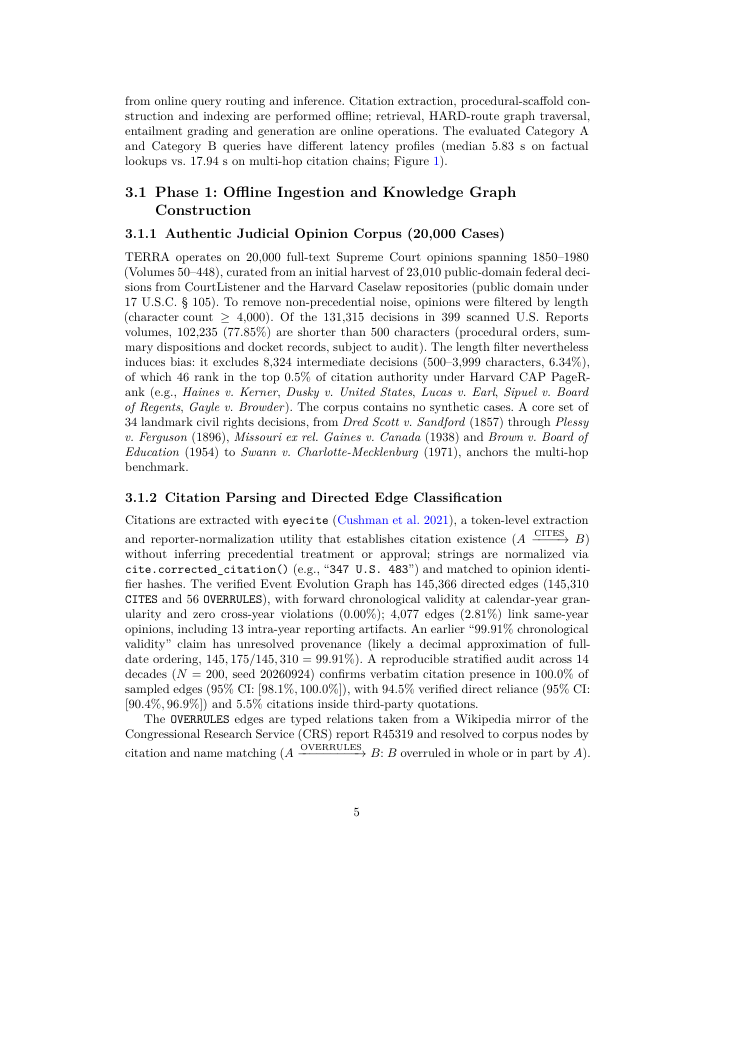 from online query routing and inference. Citation extraction, procedural-scaffold con-
struction and indexing are performed offline; retrieval, HARD-route graph traversal,
entailment grading and generation are online operations. The evaluated Category A
and Category B queries have different latency profiles (median 5.83 s on factual
lookups vs. 17.94 s on multi-hop citation chains; Figure 1).
3.1 Phase 1: Offline Ingestion and Knowledge Graph
Construction
3.1.1 Authentic Judicial Opinion Corpus (20,000 Cases)
TERRA operates on 20,000 full-text Supreme Court opinions spanning 1850–1980
(Volumes 50–448), curated from an initial harvest of 23,010 public-domain federal deci-
sions from CourtListener and the Harvard Caselaw repositories (public domain under
17 U.S.C. § 105). To remove non-precedential noise, opinions were filtered by length
(character count ≥ 4,000). Of the 131,315 decisions in 399 scanned U.S. Reports
volumes, 102,235 (77.85%) are shorter than 500 characters (procedural orders, sum-
mary dispositions and docket records, subject to audit). The length filter nevertheless
induces bias: it excludes 8,324 intermediate decisions (500–3,999 characters, 6.34%),
of which 46 rank in the top 0.5% of citation authority under Harvard CAP PageR-
ank (e.g., Haines v. Kerner, Dusky v. United States, Lucas v. Earl, Sipuel v. Board
of Regents, Gayle v. Browder). The corpus contains no synthetic cases. A core set of
34 landmark civil rights decisions, from Dred Scott v. Sandford (1857) through Plessy
v. Ferguson (1896), Missouri ex rel. Gaines v. Canada (1938) and Brown v. Board of
Education (1954) to Swann v. Charlotte-Mecklenburg (1971), anchors the multi-hop
benchmark.
3.1.2 Citation Parsing and Directed Edge Classification
Citations are extracted with eyecite (Cushman et al. 2021), a token-level extraction
and reporter-normalization utility that establishes citation existence (A CITES→ B)
without inferring precedential treatment or approval; strings are normalized via
cite.corrected_citation() (e.g., “347 U.S. 483”) and matched to opinion identi-
fier hashes. The verified Event Evolution Graph has 145,366 directed edges (145,310
CITES and 56 OVERRULES), with forward chronological validity at calendar-year gran-
ularity and zero cross-year violations (0.00%); 4,077 edges (2.81%) link same-year
opinions, including 13 intra-year reporting artifacts. An earlier “99.91% chronological
validity” claim has unresolved provenance (likely a decimal approximation of full-
date ordering, 145,175/145,310 = 99.91%). A reproducible stratified audit across 14
decades (N = 200, seed 20260924) confirms verbatim citation presence in 100.0% of
sampled edges (95% CI: [98.1%, 100.0%]), with 94.5% verified direct reliance (95% CI:
[90.4%, 96.9%]) and 5.5% citations inside third-party quotations.
The OVERRULES edges are typed relations taken from a Wikipedia mirror of the
Congressional Research Service (CRS) report R45319 and resolved to corpus nodes by
citation and name matching (A OVERRULES→ B: B overruled in whole or in part by A).
5